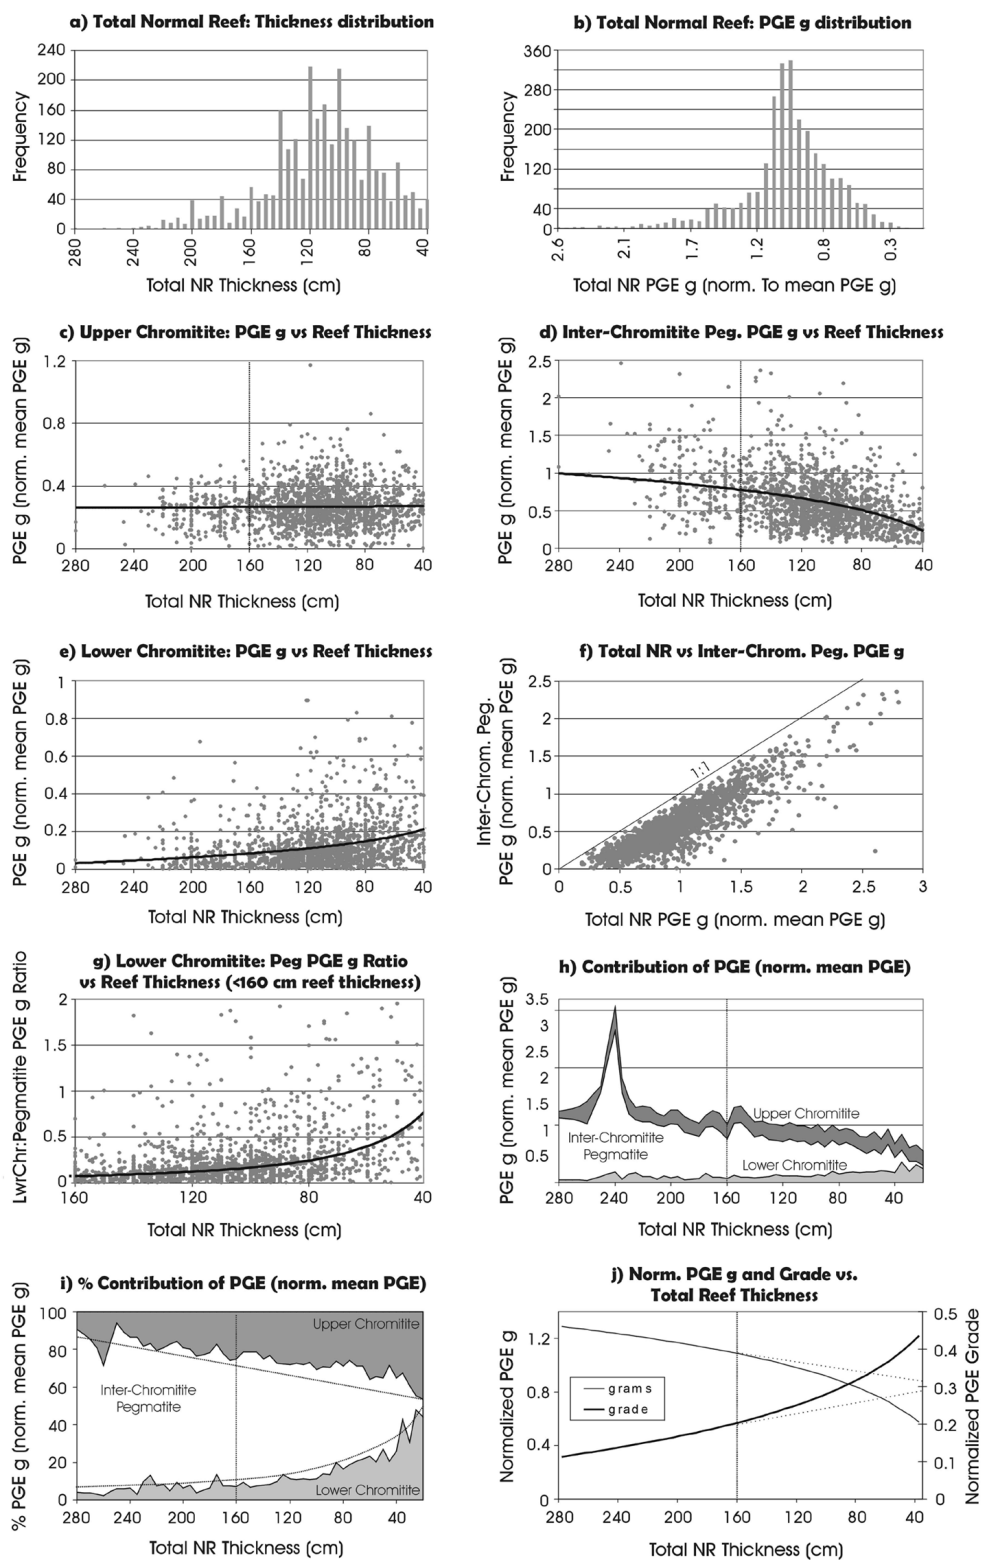 a) Total Normal Reef: Thickness distribution
240
200
160
120
80
40
0
Frequency
280
240
200
160
120
80
40
Total NR Thickness (cm)
b) Total Normal Reef: PGE g distribution
360
280
200
120
40
0
Frequency
2.6
2.1
1.7
1.2
0.8
0.3
Total NR PGE g (norm. To mean PGE g)
c) Upper Chromitite: PGE g vs Reef Thickness
1.2
0.8
0.4
0
PGE g (norm. mean PGE g)
280
240
200
160
120
80
40
Total NR Thickness (cm)
d) Inter-Chromitite Peg. PGE g vs Reef Thickness
2.5
2
1.5
1
0.5
0
PGE g (norm. mean PGE g)
280
240
200
160
120
80
40
Total NR Thickness (cm)
e) Lower Chromitite: PGE g vs Reef Thickness
1
0.8
0.6
0.4
0.2
0
PGE g (norm. mean PGE g)
280
240
200
160
120
80
40
Total NR Thickness (cm)
f) Total NR vs Inter-Chrom. Peg. PGE g
2.5
2
1.5
1
0.5
0
Inter-Chrom. Peg.
PGE g (norm. mean PGE g)
1:1
0
0.5
1
1.5
2
2.5
3
Total NR PGE g (norm. mean PGE g)
g) Lower Chromitite: Peg PGE g Ratio
vs Reef Thickness (<160 cm reef thickness)
2
1.5
1
0.5
0
LwrChr:Pegmatite PGE g Ratio
160
120
80
40
Total NR Thickness (cm)
h) Contribution of PGE (norm. mean PGE)
3.5
3
2.5
2
1.5
1
0.5
PGE g (norm. mean PGE g)
Upper Chromitite
Inter-Chromitite
Pegmatite
Lower Chromitite
280
240
200
160
120
80
40
Total NR Thickness (cm)
i) % Contribution of PGE (norm. mean PGE)
100
80
60
40
20
0
% PGE g (norm. mean PGE g)
Upper Chromitite
Inter-Chromitite
Pegmatite
Lower Chromitite
280
240
200
160
120
80
40
Total NR Thickness (cm)
j) Norm. PGE g and Grade vs.
Total Reef Thickness
1.2
0.8
0.4
0
Normalized PGE g
grams
grade
0.5
0.4
0.3
0.2
0.1
0
Normalized PGE Grade
280
240
200
160
120
80
40
Total NR Thickness (cm)